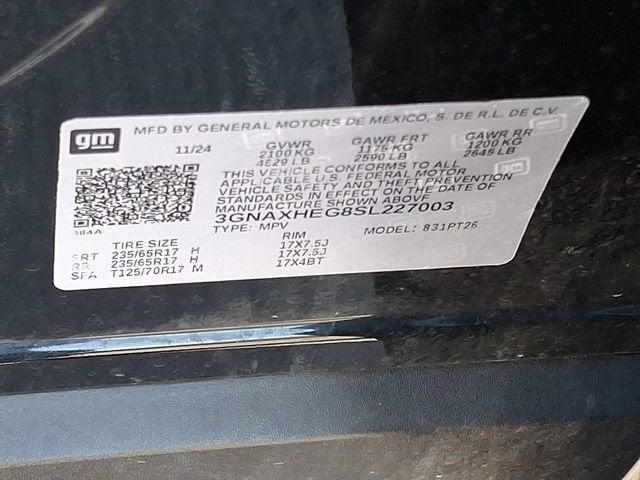 gm
MFD BY GENERAL MOTORS DE MEXICO, S. DE R.L. DE C.V.
11/24 GVWR GAWR FRT GAWR RR
2100 KG 1175 KG 1200 KG
4629 LB 2590 LB 2645 LB
THIS VEHICLE CONFORMS TO ALL
APPLICABLE U.S. FEDERAL MOTOR
VEHICLE SAFETY AND THEFT PREVENTION
STANDARDS IN EFFECT ON THE DATE OF
MANUFACTURE SHOWN ABOVE
3GNAXHEG8SL227003
TYPE: MPV MODEL: 831PT26
TIRE SIZE RIM
FRT 235/65R17 H 17X7.5J
RR 235/65R17 H 17X7.5J
SPA T125/70R17 M 17X4BT